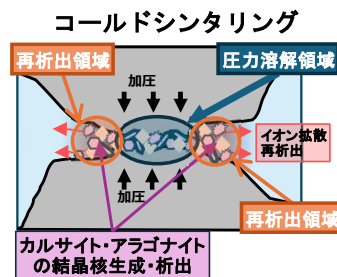 コールドシンタリング
再析出領域
加圧
圧力溶解領域
イオン拡散
再析出
加圧
再析出領域
カルサイト・アラゴナイト
の結晶核生成・析出